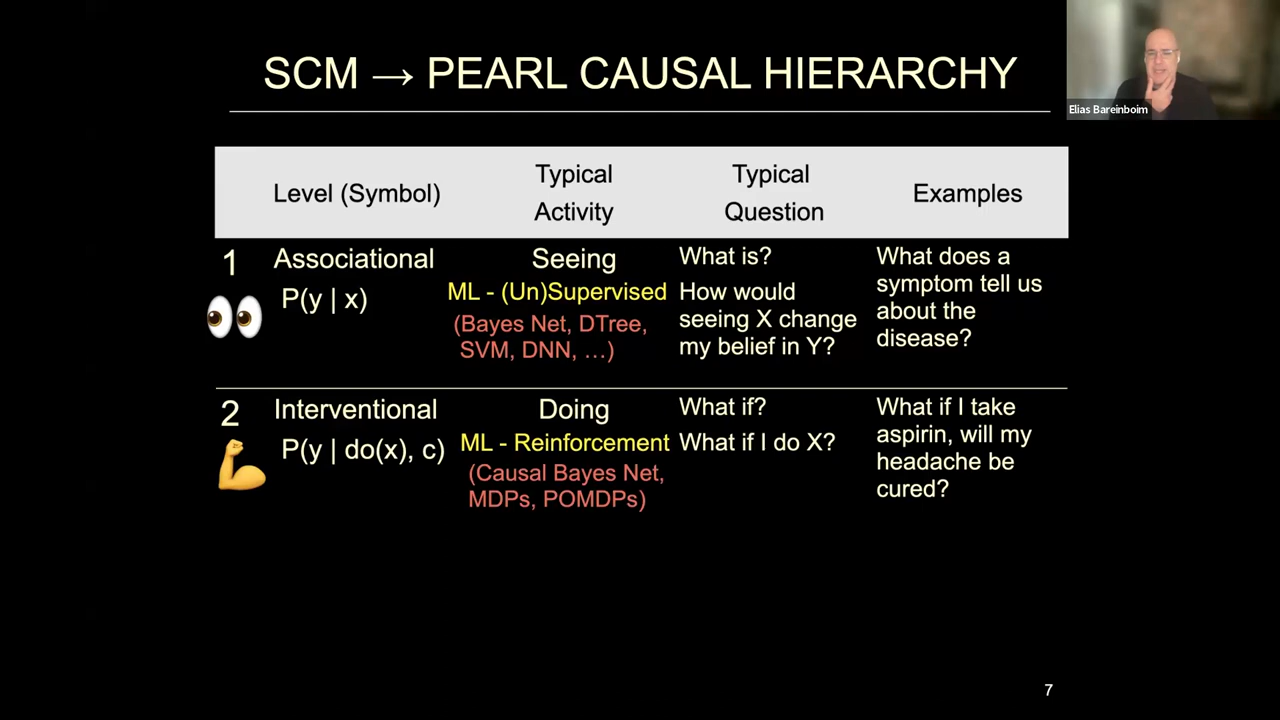 SCM → PEARL CAUSAL HIERARCHY
Elias Bareinboim
Level (Symbol)
Typical
Activity
Typical
Question
Examples
1
Associational
P(y | x)
Seeing
ML - (Un)Supervised
(Bayes Net, DTree,
SVM, DNN, …)
What is?
How would
seeing X change
my belief in Y?
What does a
symptom tell us
about the
disease?
2
Interventional
P(y | do(x), c)
Doing
ML - Reinforcement
(Causal Bayes Net,
MDPs, POMDPs)
What if?
What if I do X?
What if I take
aspirin, will my
headache be
cured?
7